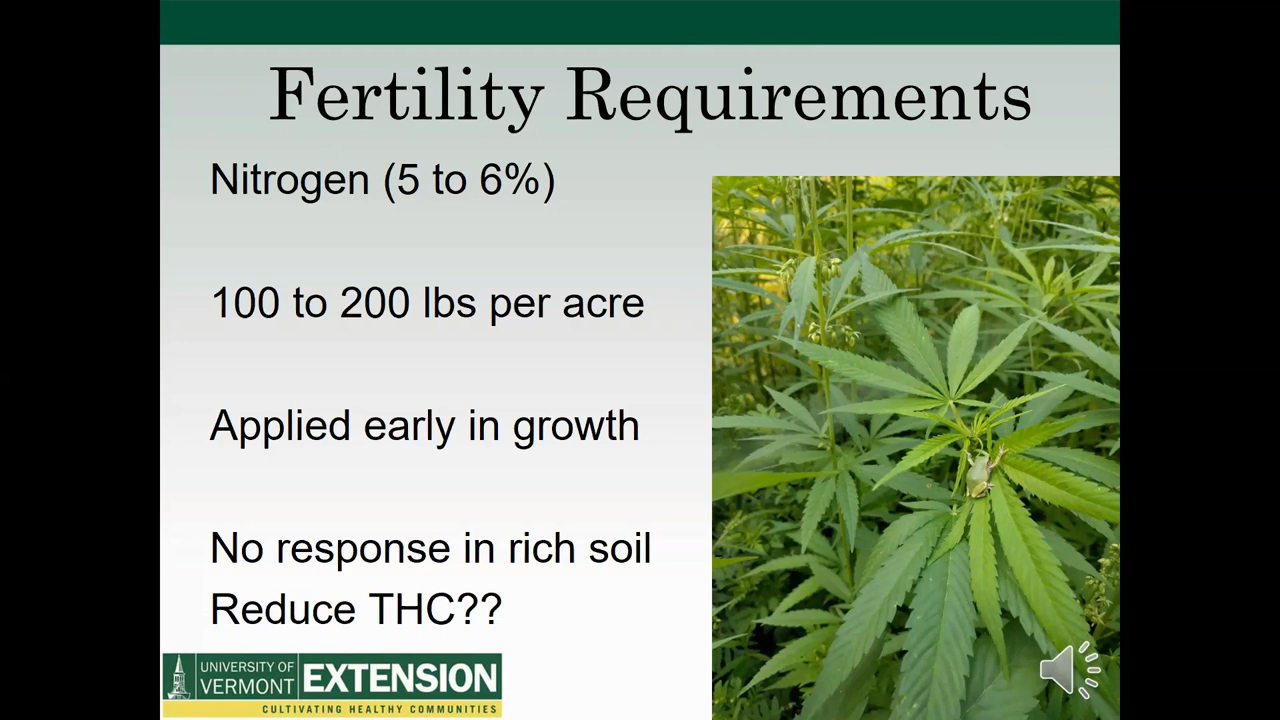 Fertility Requirements
Nitrogen (5 to 6%)
100 to 200 lbs per acre
Applied early in growth
No response in rich soil
Reduce THC??
UNIVERSITY OF
VERMONT
EXTENSION
CULTIVATING HEALTHY COMMUNITIES